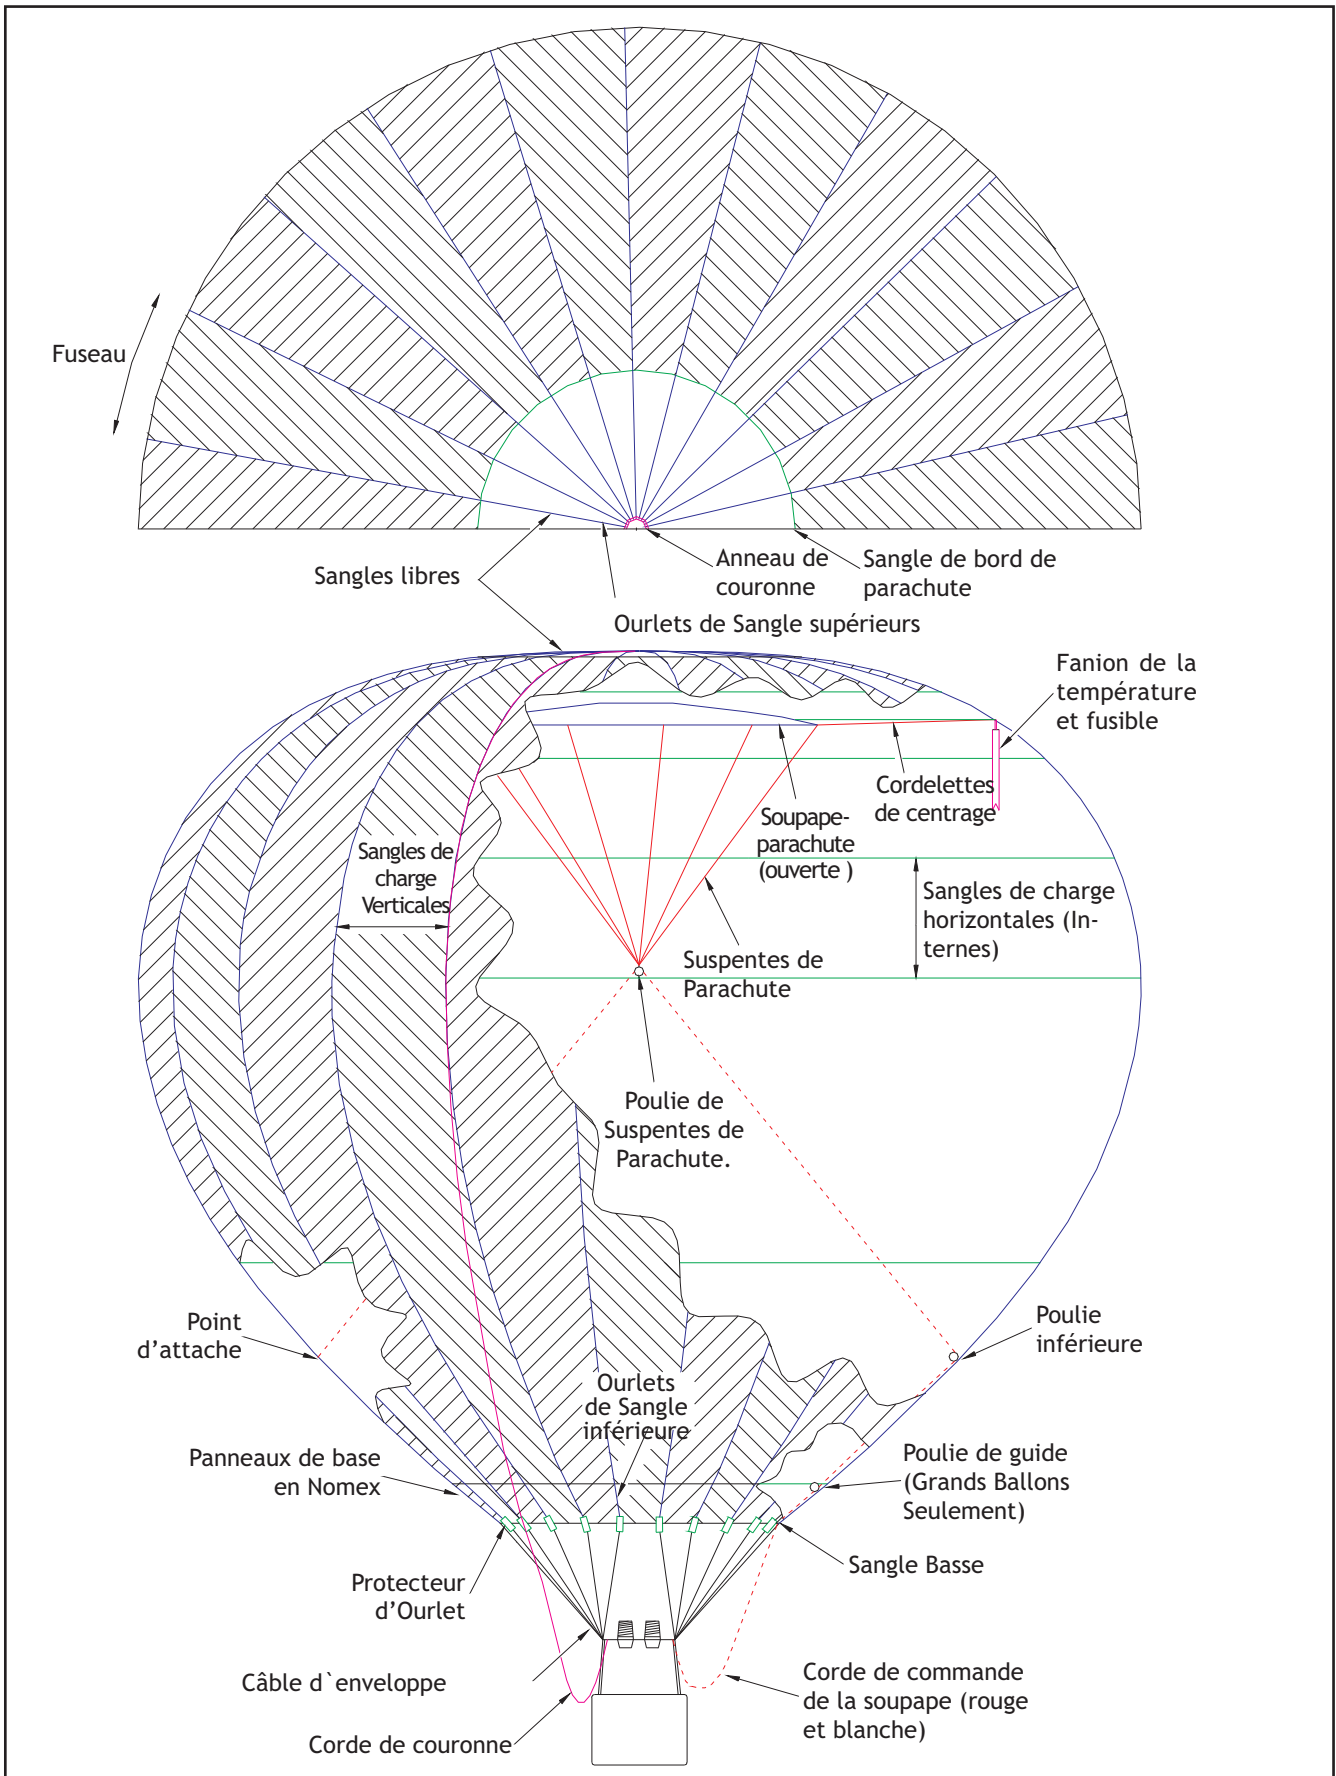 Fuseau
Sangles libres
Anneau de
couronne
Sangle de bord de
parachute
Ourlets de Sangle supérieurs
Fanion de la
température
et fusible
Cordelettes
de centrage
Soupape-
parachute
(ouverte )
Sangles de
charge
Verticales
Sangles de charge
horizontales (In-
ternes)
Suspentes de
Parachute
Poulie de
Suspentes de
Parachute.
Point
d’attache
Poulie
inférieure
Ourlets
de Sangle
inférieure
Panneaux de base
en Nomex
Poulie de guide
(Grands Ballons
Seulement)
Sangle Basse
Protecteur
d’Ourlet
Câble d`enveloppe
Corde de commande
de la soupape (rouge
et blanche)
Corde de couronne